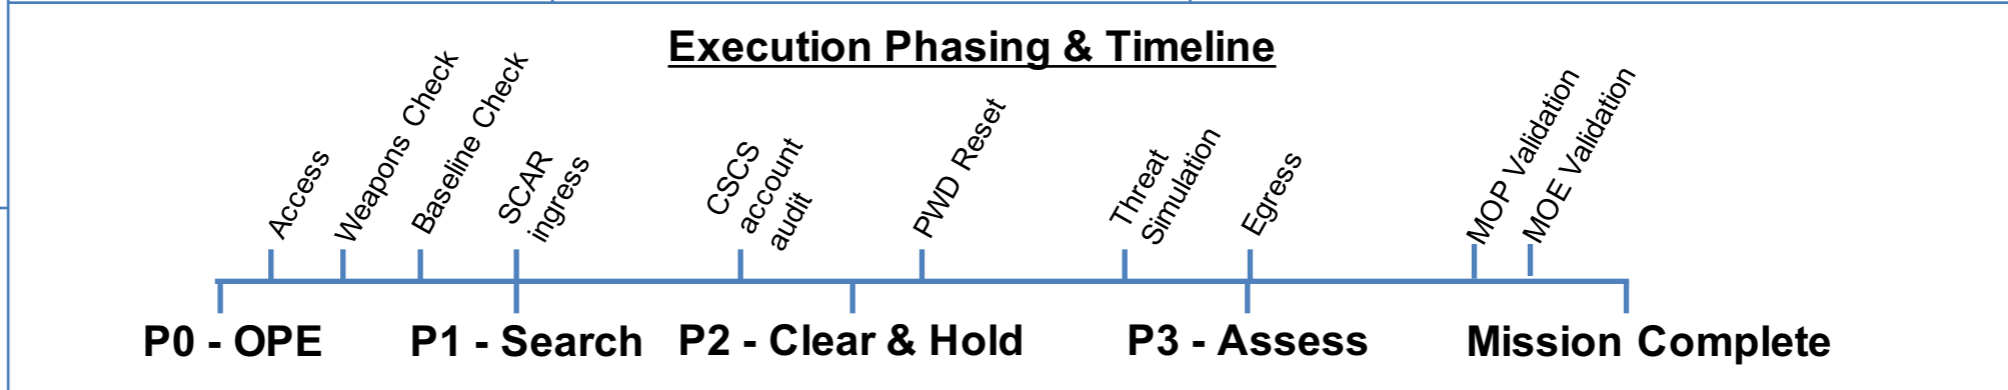 Execution Phasing & Timeline
Access
Weapons Check
Baseline Check
SCAR
ingress
CSCS
account
audit
PWD Reset
Threat
Simulation
Egress
MOP Validation
MOE Validation
P0 - OPE
P1 - Search
P2 - Clear & Hold
P3 - Assess
Mission Complete